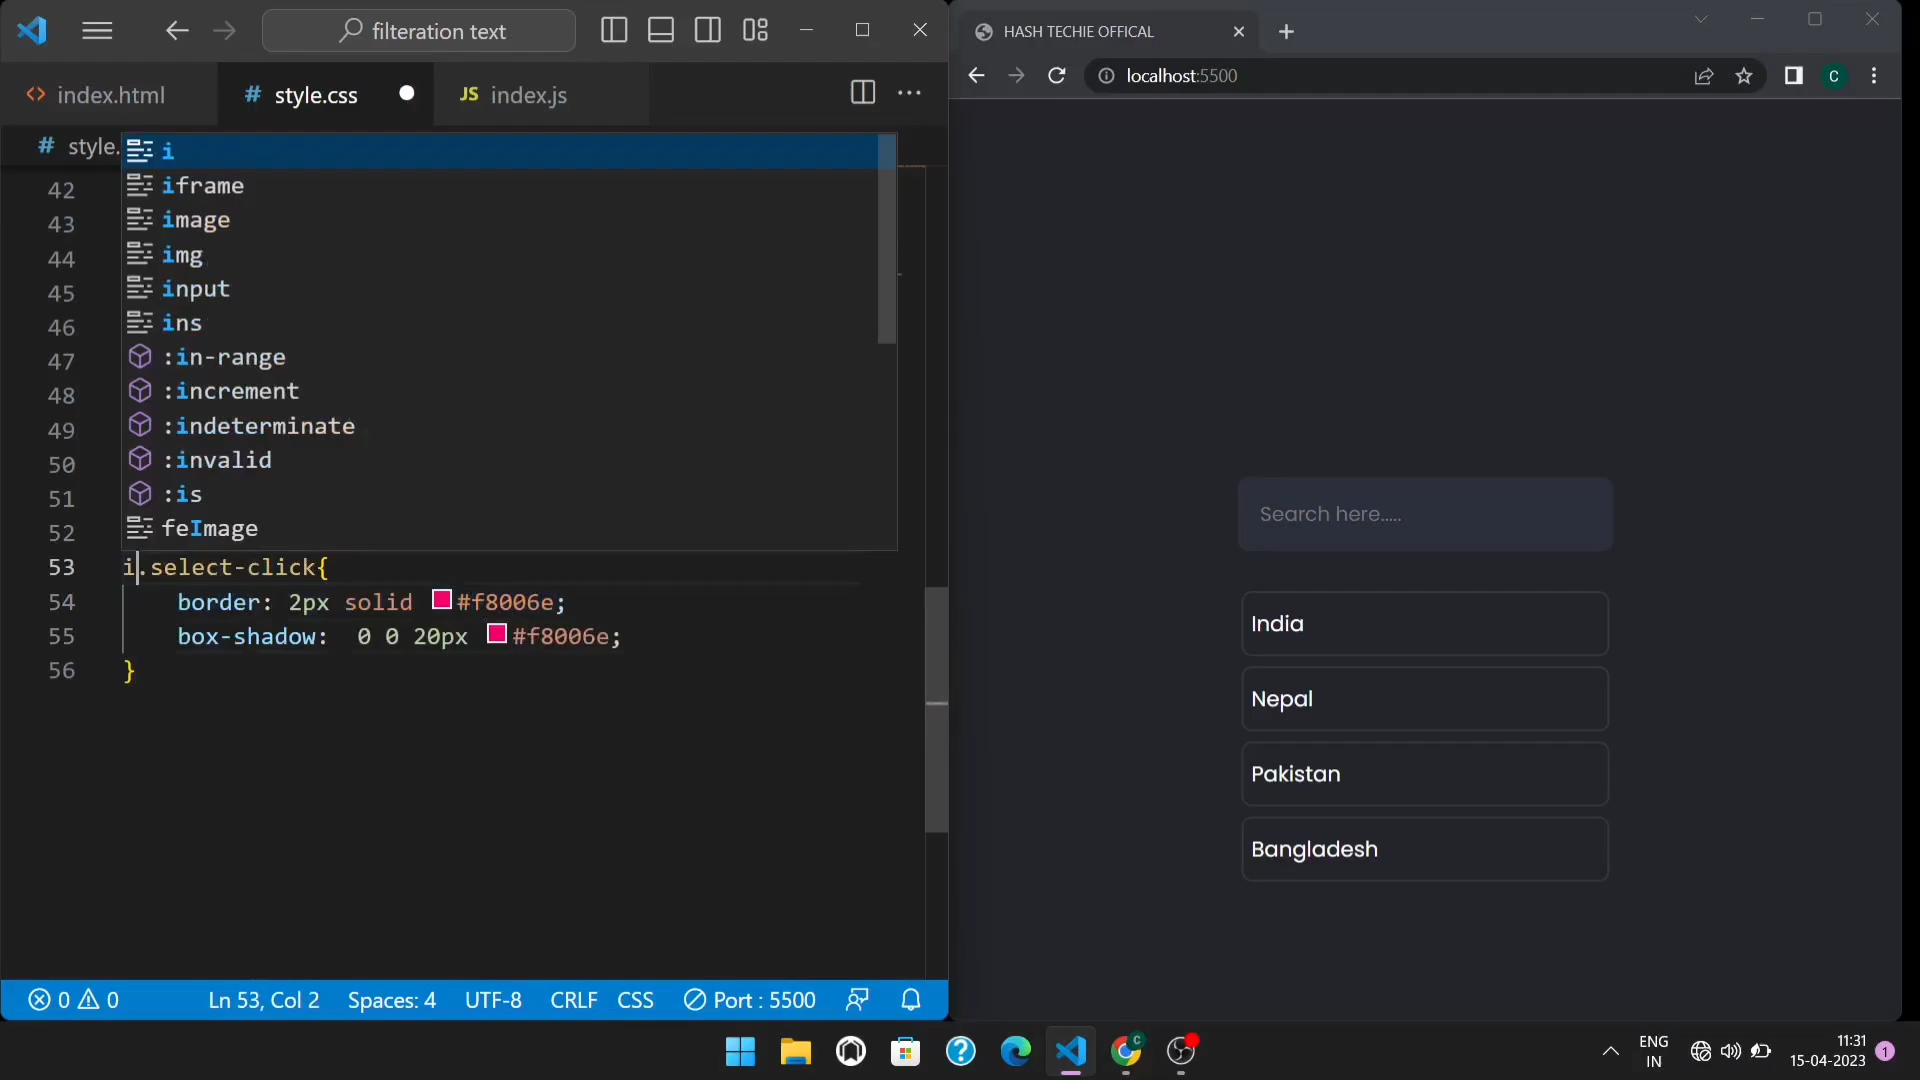 filteration text
index.html
# style.css
JS index.js
# style.
i
iframe
image
img
input
ins
:in-range
:increment
:indeterminate
:invalid
:is
feImage
42
43
44
45
46
47
48
49
50
51
52
53 i.select-click{
54 border: 2px solid #f8006e;
55 box-shadow: 0 0 20px #f8006e;
56 }
0 0 Ln 53, Col 2 Spaces: 4 UTF-8 CRLF CSS Port : 5500
HASH TECHIE OFFICAL
localhost:5500
C
Search here.....
India
Nepal
Pakistan
Bangladesh
C
ENG
IN
11:31
15-04-2023
1